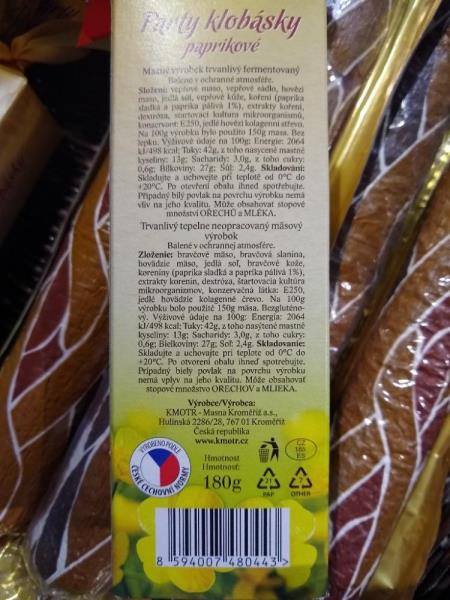 Party klobásky
paprikové
Masný výrobek trvanlivý fermentovaný
Baleno v ochranné atmosféře.
Složení: vepřové maso, vepřové sádlo, hovězí
maso, jedlá sůl, vepřové kůže, koření (paprika
sladká a paprika pálivá 1%), extrakty koření,
dextróza, startovací kultura mikroorganismů,
konzervant: E250, jedlé hovězí kolagenní střevo.
Na 100g výrobku bylo použito 150g masa. Bez
lepku. Výživové údaje na 100g: Energie: 2064
kJ/498 kcal; Tuky: 42g, z toho nasycené mastné
kyseliny: 13g; Sacharidy: 3,0g, z toho cukry:
0,6g; Bílkoviny: 27g; Sůl: 2,4g. Skladování:
Skladujte a uchovejte při teplotě od 0°C do
+20°C. Po otevření obalu ihned spotřebujte.
Případný bílý povlak na povrchu výrobku nemá
vliv na jeho kvalitu. Může obsahovat stopové
množství OŘECHŮ a MLÉKA.
Trvanlivý tepelne neopracovaný mäsový
výrobok
Balené v ochrannej atmosfére.
Zloženie: bravčové mäso, bravčová slanina,
hovädzie mäso, jedlá soľ, bravčové kože,
koreniny (paprika sladká a paprika pálivá 1%),
extrakty korenín, dextróza, štartovacia kultúra
mikroorganizmov, konzervačná látka: E250,
jedlé hovädzie kolagenné črevo. Na 100g
výrobku bolo použité 150g mäsa. Bezgluténo-
vý. Výživové údaje na 100g: Energia: 2064
kJ/498 kcal; Tuky: 42g, z toho nasýtené mastné
kyseliny: 13g; Sacharidy: 3,0g, z toho cukry:
0,6g; Bielkoviny: 27g; Soľ: 2,4g. Skladovanie:
Skladujte a uchovajte pri teplote od 0°C do
+20°C. Po otvorení obalu ihneď spotrebujte.
Prípadný biely povlak na povrchu výrobku
nemá vplyv na jeho kvalitu. Môže obsahovať
stopové množstvo ORECHOV a MLIEKA.
Výrobce/Výrobca:
KMOTR - Masna Kroměříž a.s.,
Hulínská 2286/28, 767 01 Kroměříž
Česká republika
www.kmotr.cz
VYROBENO PODLE
ČESKÉ CECHOVNÍ NORMY
Hmotnost
Hmotnosť:
180g
CZ
165
ES
21
PAP
7
OTHER
8 594007 480443 >